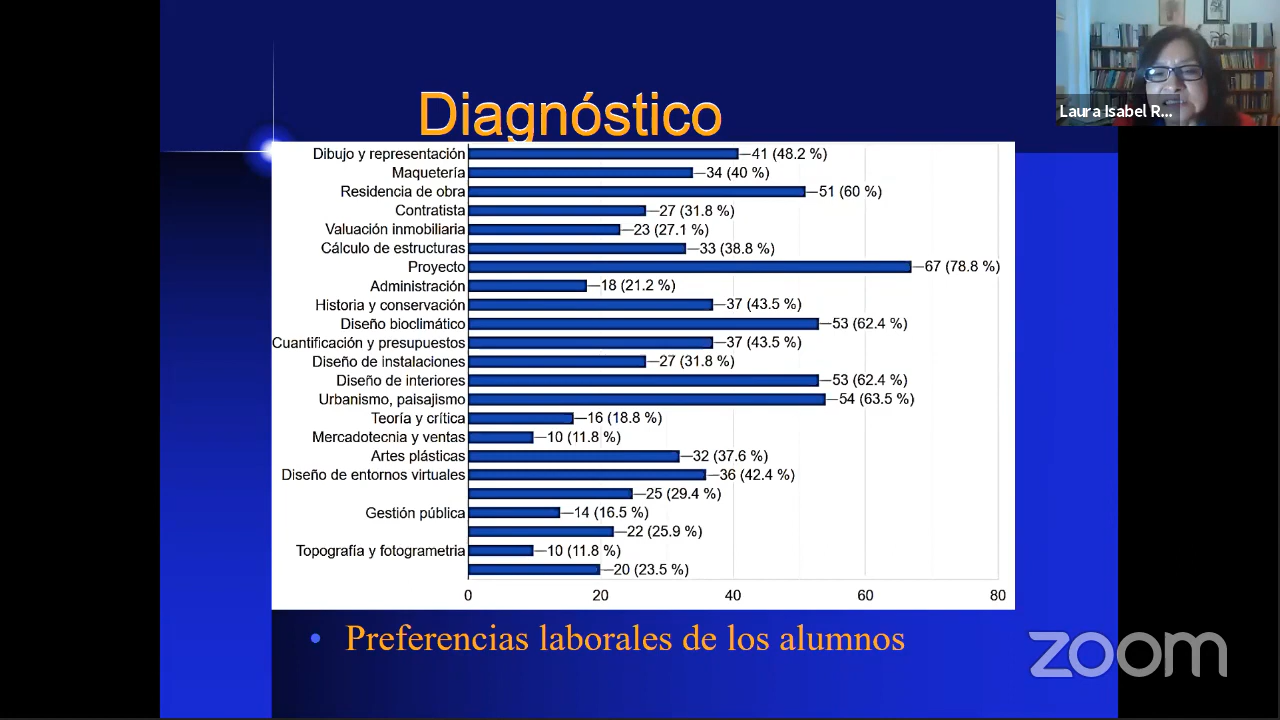 Diagnóstico
Laura Isabel R...
Dibujo y representación 41 (48.2 %)
Maquetería 34 (40 %)
Residencia de obra 51 (60 %)
Contratista 27 (31.8 %)
Valuación inmobiliaria 23 (27.1 %)
Cálculo de estructuras 33 (38.8 %)
Proyecto 67 (78.8 %)
Administración 18 (21.2 %)
Historia y conservación 37 (43.5 %)
Diseño bioclimático 53 (62.4 %)
Cuantificación y presupuestos 37 (43.5 %)
Diseño de instalaciones 27 (31.8 %)
Diseño de interiores 53 (62.4 %)
Urbanismo, paisajismo 54 (63.5 %)
Teoría y crítica 16 (18.8 %)
Mercadotecnia y ventas 10 (11.8 %)
Artes plásticas 32 (37.6 %)
Diseño de entornos virtuales 36 (42.4 %)
25 (29.4 %)
Gestión pública 14 (16.5 %)
22 (25.9 %)
Topografía y fotogrametria 10 (11.8 %)
20 (23.5 %)
0 20 40 60 80
• Preferencias laborales de los alumnos
zoom